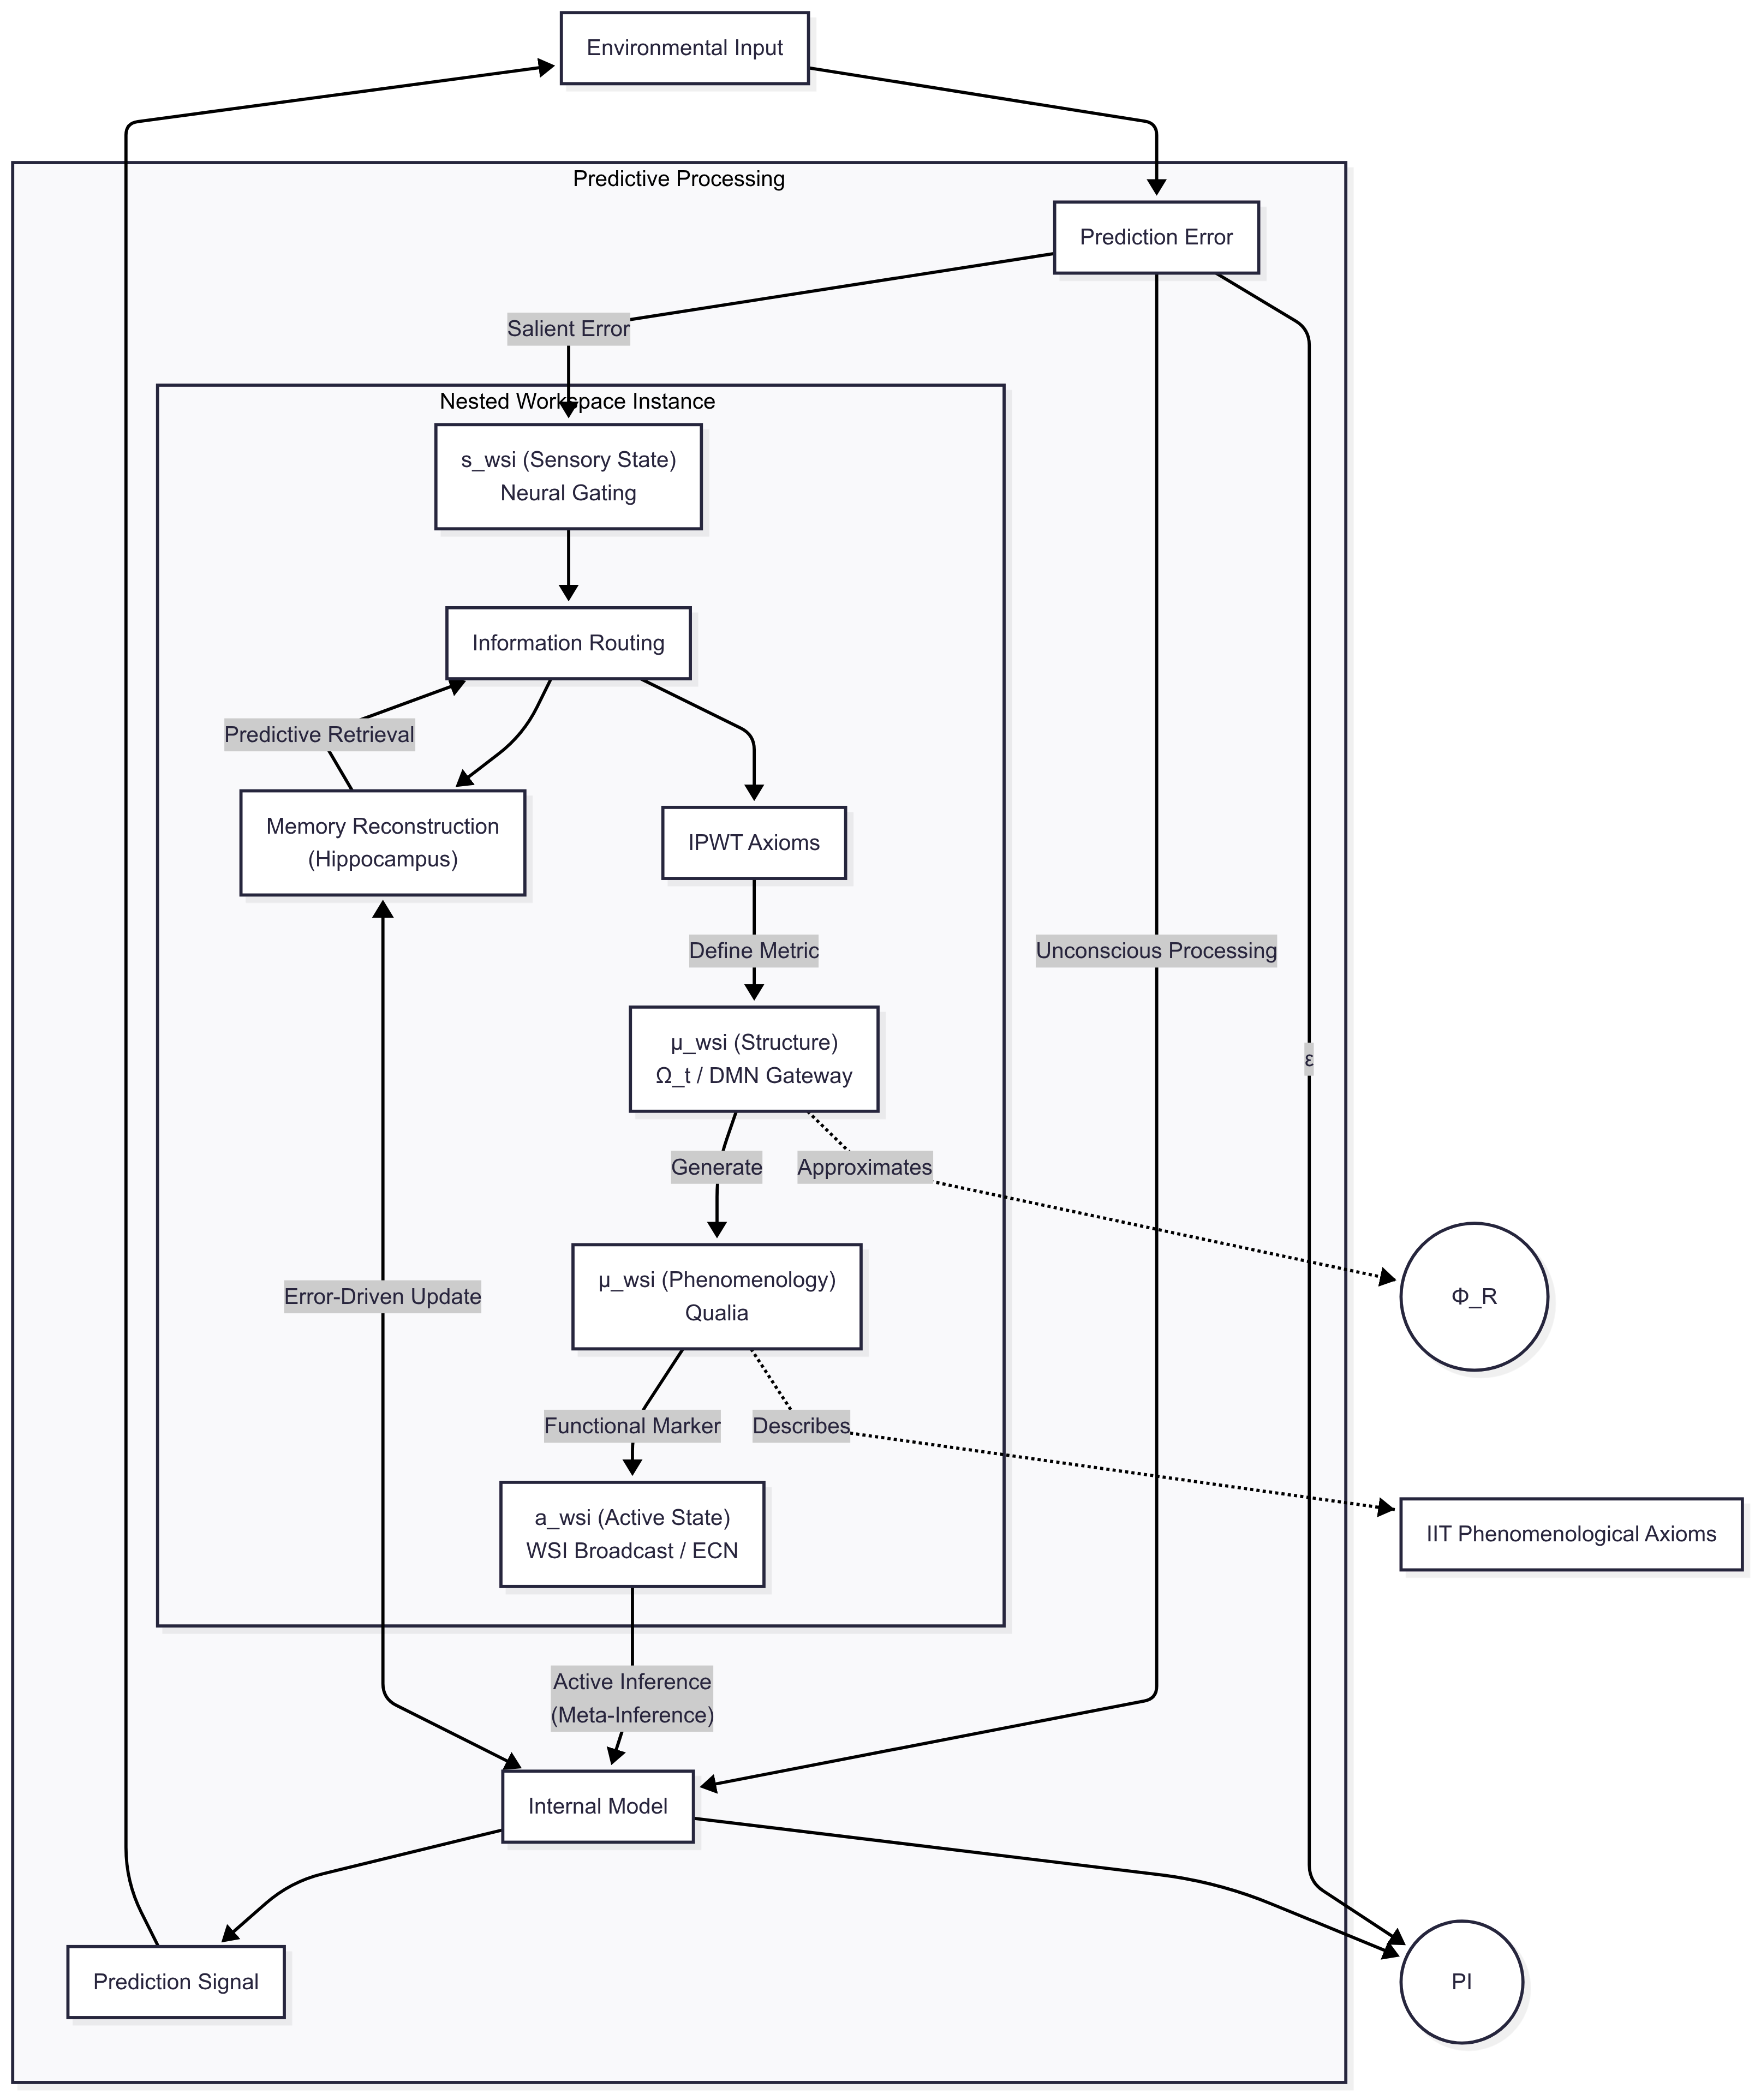 Environmental Input
Predictive Processing
Prediction Error
Salient Error
Nested Workspace Instance
s_wsi (Sensory State)
Neural Gating
Information Routing
Predictive Retrieval
Memory Reconstruction
(Hippocampus)
IPWT Axioms
Define Metric
Unconscious Processing
μ_wsi (Structure)
Ω_t / DMN Gateway
ε
Generate
Approximates
μ_wsi (Phenomenology)
Qualia
Error-Driven Update
Φ_R
Functional Marker
Describes
a_wsi (Active State)
WSI Broadcast / ECN
IIT Phenomenological Axioms
Active Inference
(Meta-Inference)
Internal Model
Prediction Signal
PI